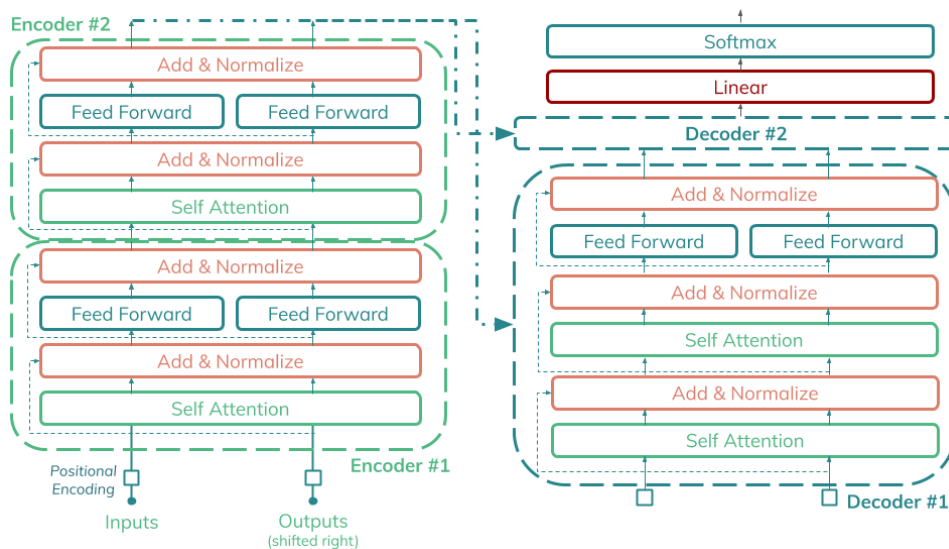 Encoder #2
Add & Normalize
Feed Forward Feed Forward
Add & Normalize
Self Attention
Add & Normalize
Feed Forward Feed Forward
Add & Normalize
Self Attention
Encoder #1
Positional
Encoding
Inputs
Outputs
(shifted right)
Softmax
Linear
Decoder #2
Add & Normalize
Feed Forward Feed Forward
Add & Normalize
Self Attention
Add & Normalize
Self Attention
Decoder #1